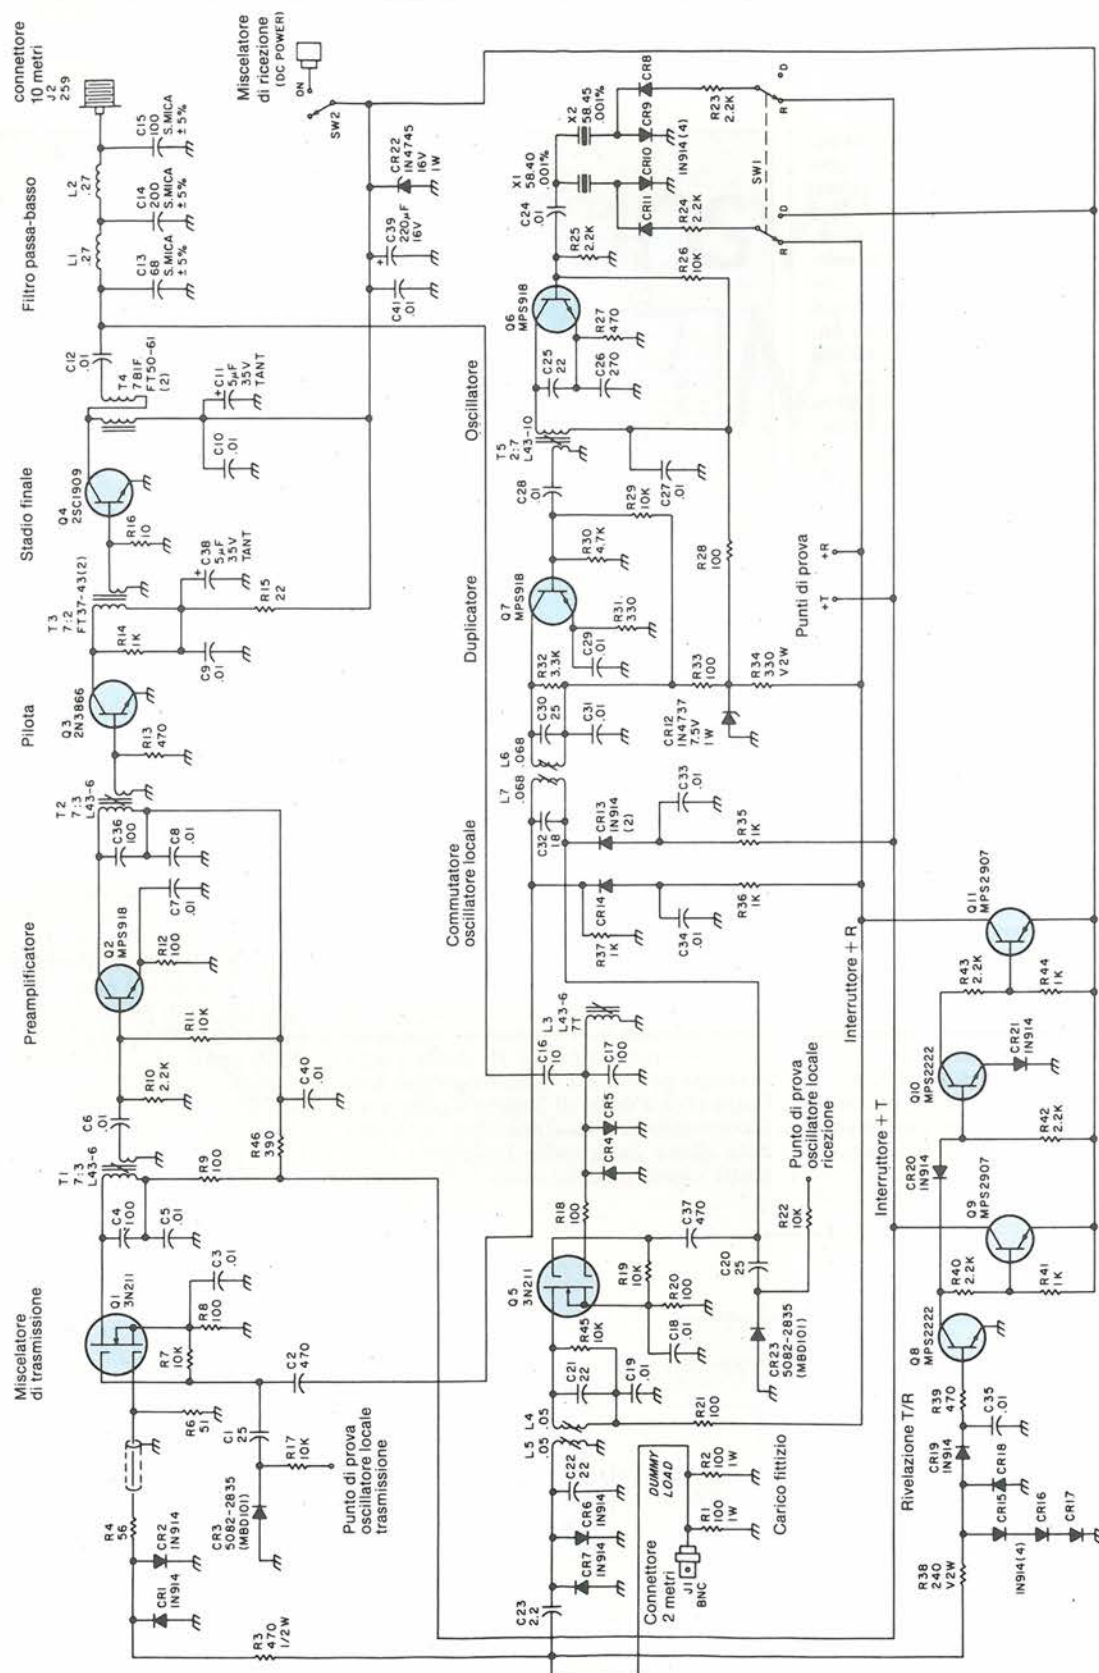 Miscelatore
di trasmissione
Preamplificatore
Pilota
Stadio finale
Filtro passa-basso
connettore
10 metri
J2
259
R3
470
1/2W
CR1
1N914
CR2
1N914
R4
56
R6
51
Q1
3N211
R7
10K
R8
100
C3
.01
C2
470
C1
25
R17
10K
CR3
5082-2835
(MBD101)
Punto di prova
oscillatore locale
trasmissione
C4
100
C5
.01
T1
7:3
L43-6
R9
100
R46
390
C40
.01
C6
.01
R10
2.2K
R11
10K
Q2
MPS918
R12
100
C7
.01
C8
.01
C36
100
T2
7:3
L43-6
R13
470
Q3
2N3866
R14
1K
C9
.01
T3
7:2
FT37-43(2)
C38
5µF
35V
TANT
R15
22
R16
10
Q4
2SC1909
C10
.01
C11
5µF
35V
TANT
T4
7BIF
FT50-61
(2)
C12
.01
C13
68
S.MICA
±5%
L1
.27
C14
200
S.MICA
±5%
L2
.27
C15
100
S.MICA
±5%
Miscelatore
di ricezione
(DC POWER)
ON
SW2
CR22
1N4745
16V
1W
C39
220µF
16V
C41
.01
Commutatore
oscillatore locale
Duplicatore
Oscillatore
C23
2.2
CR7
1N914
CR6
1N914
C22
22
L5
.05
L4
.05
C21
22
C19
.01
R45
10K
R21
100
Q5
3N211
C18
.01
R20
100
R19
10K
C37
470
C20
25
CR23
5082-2835
(MBD101)
R22
10K
Punto di prova
oscillatore locale
ricezione
R18
100
CR4
CR5
C17
100
C16
10
L3
L43-6
7T
R37
1K
CR14
C34
.01
R36
1K
C32
18
CR13
1N914
(2)
C33
.01
R35
1K
L7
.068
L6
.068
C30
25
C31
.01
R32
3.3K
C29
.01
R31
330
Q7
MPS918
R30
4.7K
R29
10K
R33
100
CR12
1N4737
7.5V
1W
R34
330
V2W
R28
100
C28
.01
C27
.01
T5
2:7
L43-10
C25
22
C26
270
R27
470
Q6
MPS918
R25
2.2K
R26
10K
C24
.01
X1
58.40
.001%
X2
58.45
.001%
CR11
CR10
CR9
CR8
1N914(4)
R24
2.2K
R23
2.2K
SW1
R
D
R
D
Punti di prova
+T
+R
Connettore
2 metri
J1
BNC
DUMMY
LOAD
R1
100
1W
R2
100
1W
Carico fittizio
Interruttore + R
Interruttore + T
Rivelazione T/R
R38
240
V2W
CR15
CR16
CR17
1N914(4)
CR18
CR19
1N914
C35
.01
R39
470
Q8
MPS2222
R40
2.2K
R41
1K
Q9
MPS2907
CR20
1N914
R42
2.2K
Q10
MPS2222
CR21
1N914
R43
2.2K
R44
1K
Q11
MPS2907